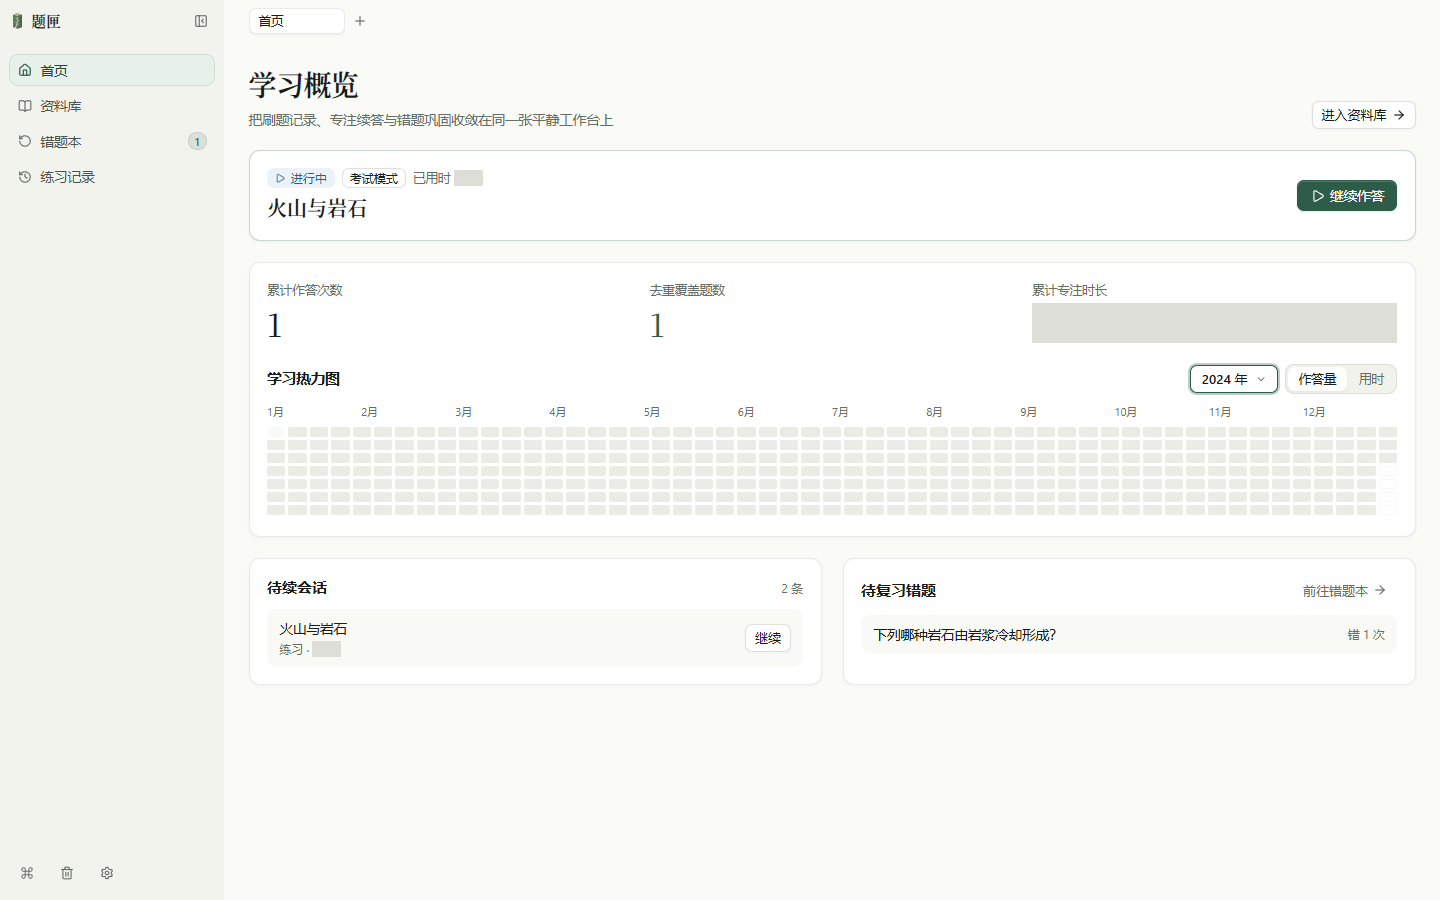 题匣
首页
资料库
错题本
1
练习记录
首页
学习概览
把刷题记录、专注续答与错题巩固收敛在同一张平静工作台上
进入资料库
进行中
考试模式
已用时
火山与岩石
继续作答
累计作答次数
1
去重覆盖题数
1
累计专注时长
学习热力图
2024 年
作答量
用时
1月 2月 3月 4月 5月 6月 7月 8月 9月 10月 11月 12月
待续会话
2 条
火山与岩石
练习 ·
继续
待复习错题
前往错题本
下列哪种岩石由岩浆冷却形成?
错 1 次